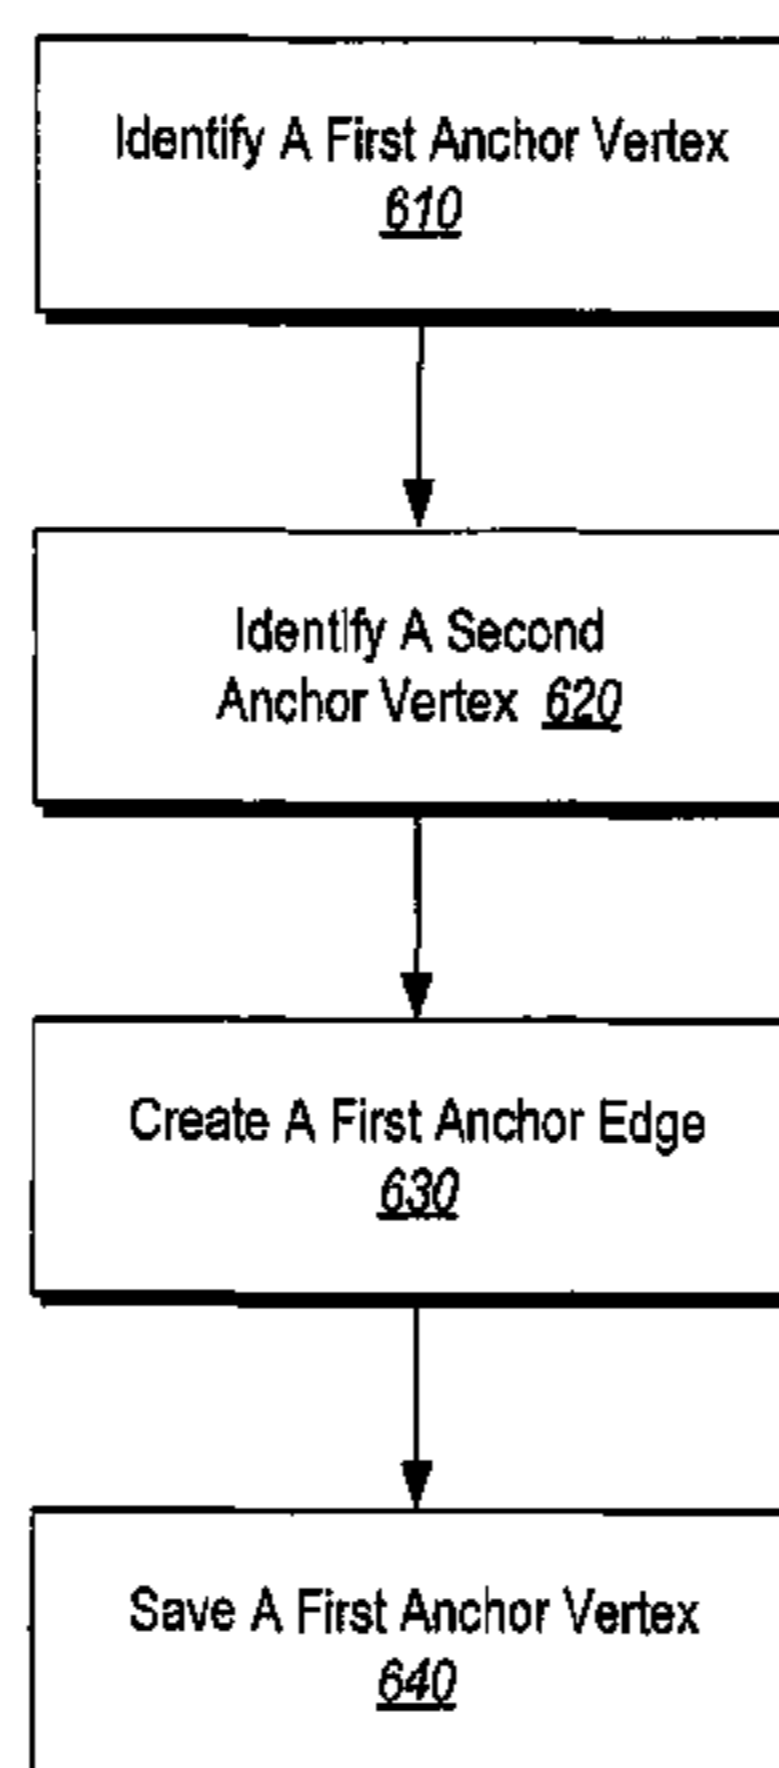 Identify A First Anchor Vertex
610
Identify A Second
Anchor Vertex 620
Create A First Anchor Edge
630
Save A First Anchor Vertex
640